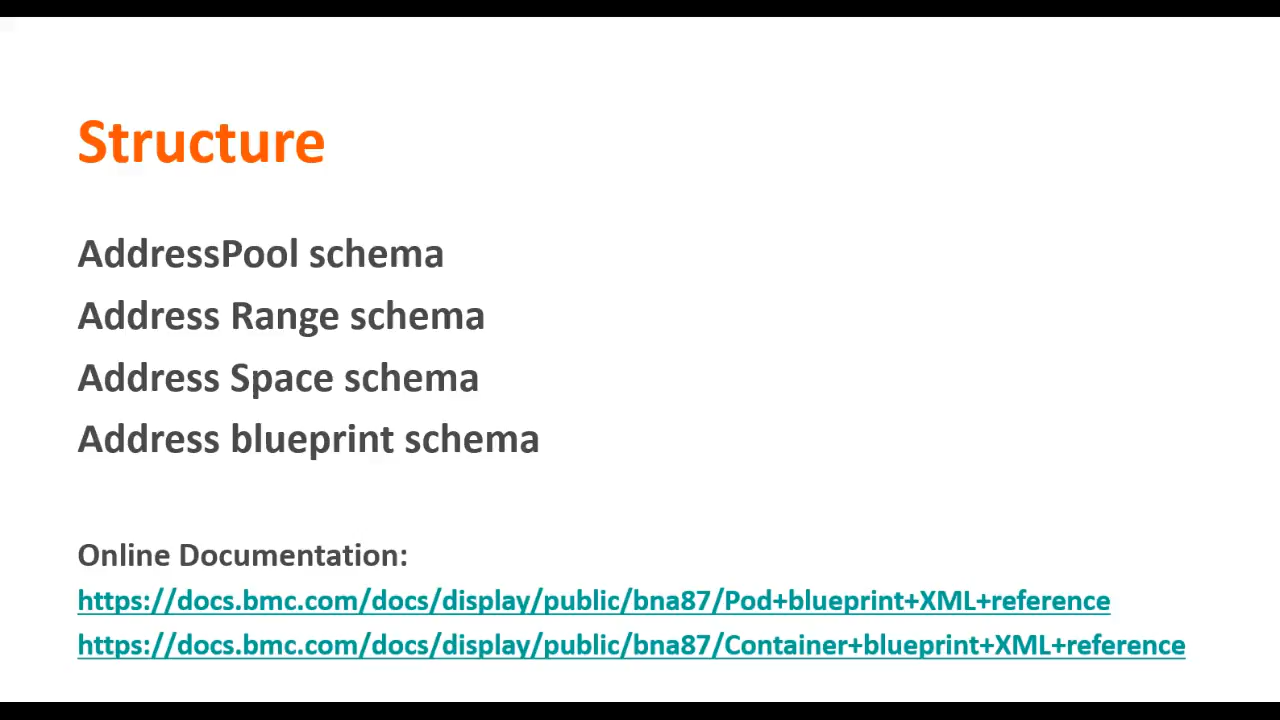 Structure
AddressPool schema
Address Range schema
Address Space schema
Address blueprint schema
Online Documentation:
https://docs.bmc.com/docs/display/public/bna87/Pod+blueprint+XML+reference
https://docs.bmc.com/docs/display/public/bna87/Container+blueprint+XML+reference